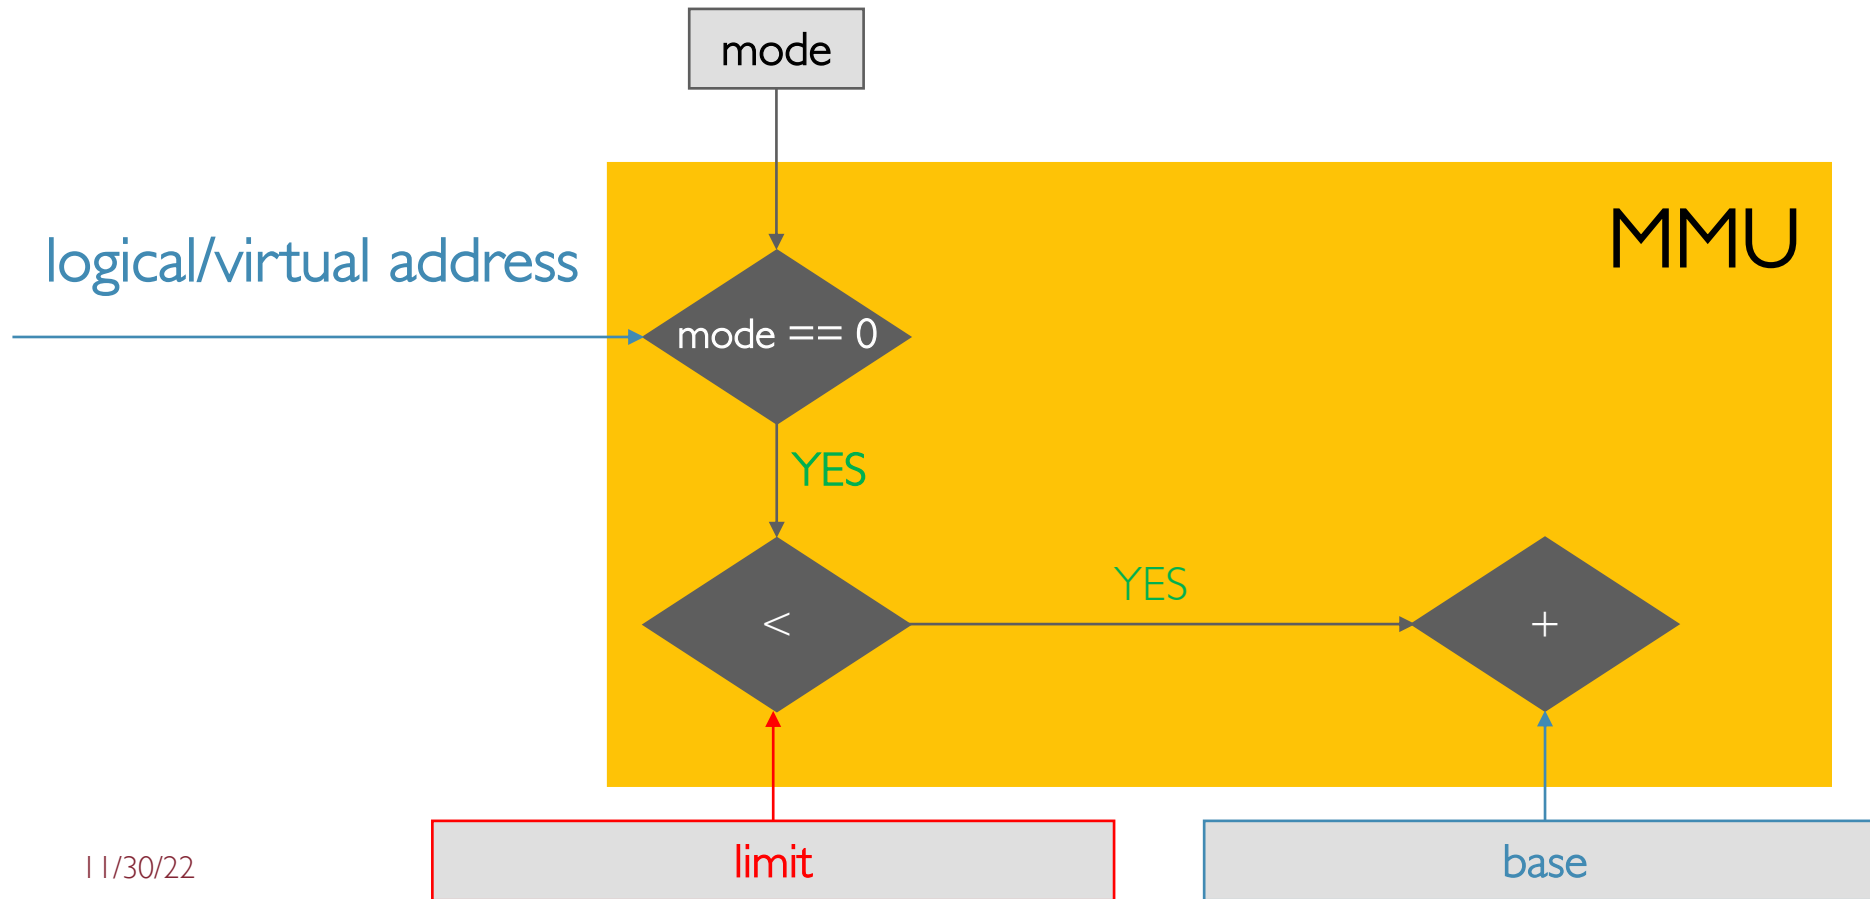 mode
MMU
logical/virtual address
mode == 0
YES
YES
<
+
limit
base
11/30/22